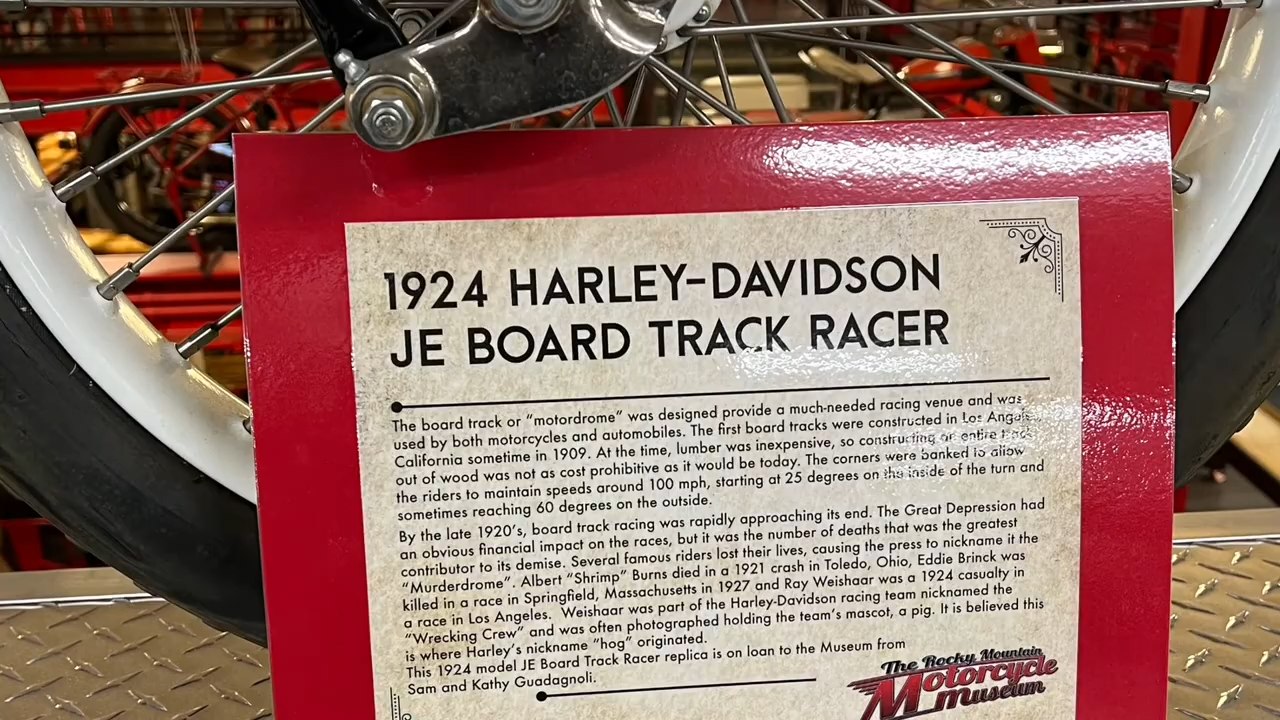 1924 HARLEY-DAVIDSON
JE BOARD TRACK RACER
The board track or "motordrome" was designed provide a much-needed racing venue and was
used by both motorcycles and automobiles. The first board tracks were constructed in Los Angeles,
California sometime in 1909. At the time, lumber was inexpensive, so constructing an entire track
out of wood was not as cost prohibitive as it would be today. The corners were banked to allow
the riders to maintain speeds around 100 mph, starting at 25 degrees on the inside of the turn and
sometimes reaching 60 degrees on the outside.
By the late 1920's, board track racing was rapidly approaching its end. The Great Depression had
an obvious financial impact on the races, but it was the number of deaths that was the greatest
contributor to its demise. Several famous riders lost their lives, causing the press to nickname it the
"Murderdrome". Albert "Shrimp" Burns died in a 1921 crash in Toledo, Ohio, Eddie Brinck was
killed in a race in Springfield, Massachusetts in 1927 and Ray Weishaar was a 1924 casualty in
a race in Los Angeles. Weishaar was part of the Harley-Davidson racing team nicknamed the
"Wrecking Crew" and was often photographed holding the team's mascot, a pig. It is believed this
is where Harley's nickname "hog" originated.
This 1924 model JE Board Track Racer replica is on loan to the Museum from
Sam and Kathy Guadagnoli.
The Rocky Mountain
Motorcycle
museum